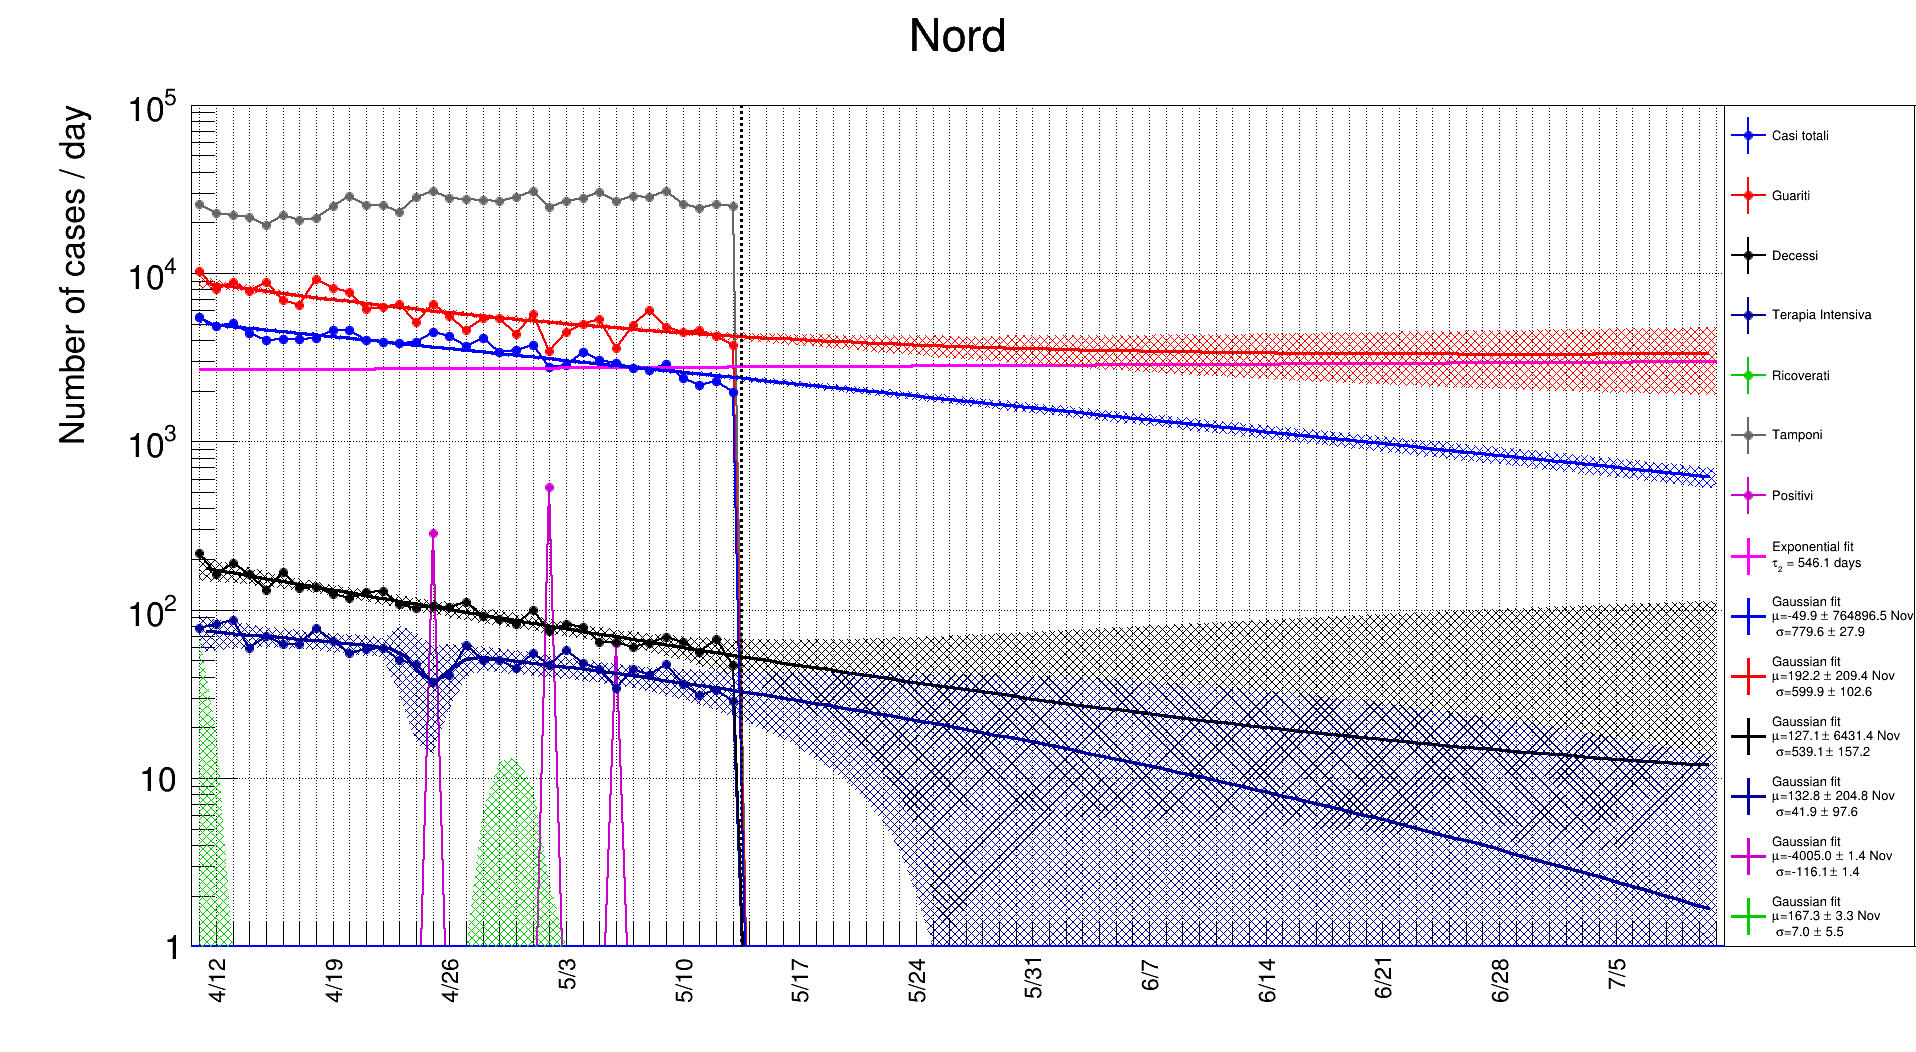 Nord
Number of cases / day
10^5
10^4
10^3
10^2
10
1
4/12
4/19
4/26
5/3
5/10
5/17
5/24
5/31
6/7
6/14
6/21
6/28
7/5
Casi totali
Guariti
Decessi
Terapia Intensiva
Ricoverati
Tamponi
Positivi
Exponential fit
τ₂ = 546.1 days
Gaussian fit
μ=-49.9 ± 764896.5 Nov
σ=779.6 ± 27.9
Gaussian fit
μ=192.2 ± 209.4 Nov
σ=599.9 ± 102.6
Gaussian fit
μ=127.1 ± 6431.4 Nov
σ=539.1 ± 157.2
Gaussian fit
μ=132.8 ± 204.8 Nov
σ=41.9 ± 97.6
Gaussian fit
μ=-4005.0 ± 1.4 Nov
σ=-116.1 ± 1.4
Gaussian fit
μ=167.3 ± 3.3 Nov
σ=7.0 ± 5.5